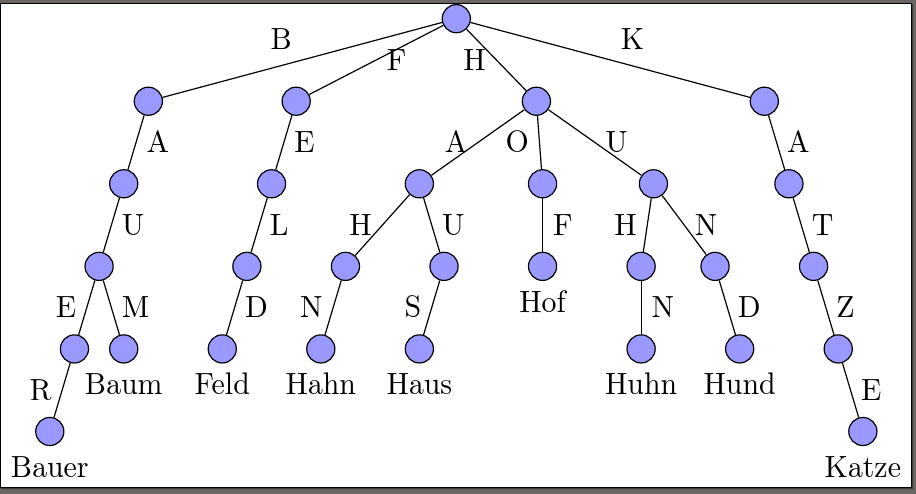 B F H K
A E A O U A
U L H U F H N T
E M D N S Hof N D Z
R Baum Feld Hahn Haus Huhn Hund E
Bauer Katze